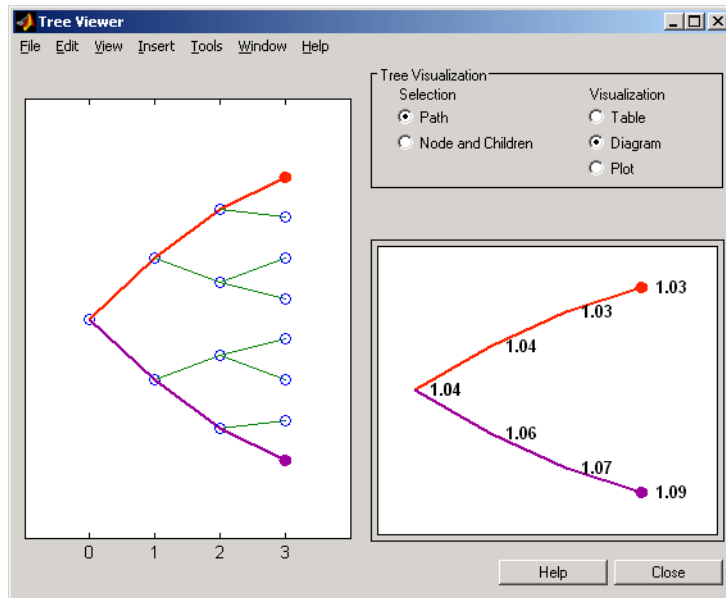 Tree Viewer
File Edit View Insert Tools Window Help
Tree Visualization
Selection
Path
Node and Children
Visualization
Table
Diagram
Plot
0 1 2 3
1.03
1.03
1.04
1.04
1.06
1.07
1.09
Help
Close